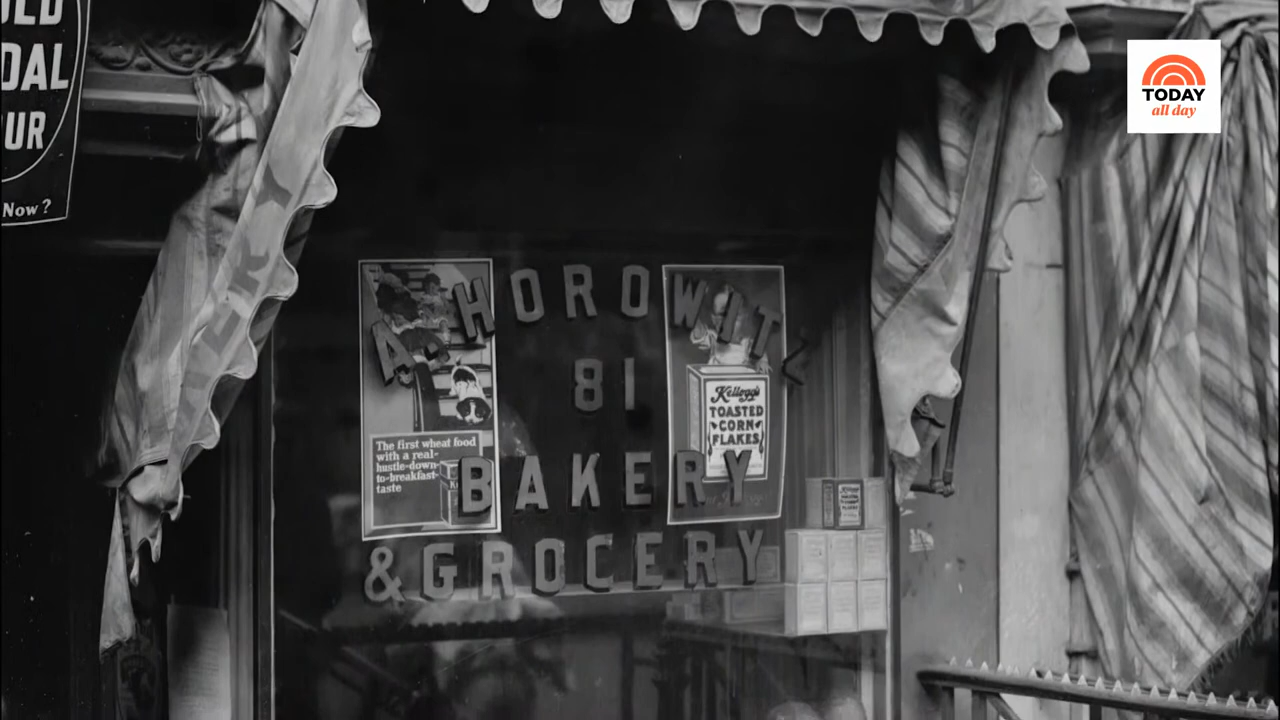 DAL
UR
Now?
TODAY
all day
A. HOROWITZ
81
BAKERY
& GROCERY
The first wheat food
with a real-
hustle-down-
to-breakfast-
taste
Kellogg's
TOASTED
CORN
FLAKES